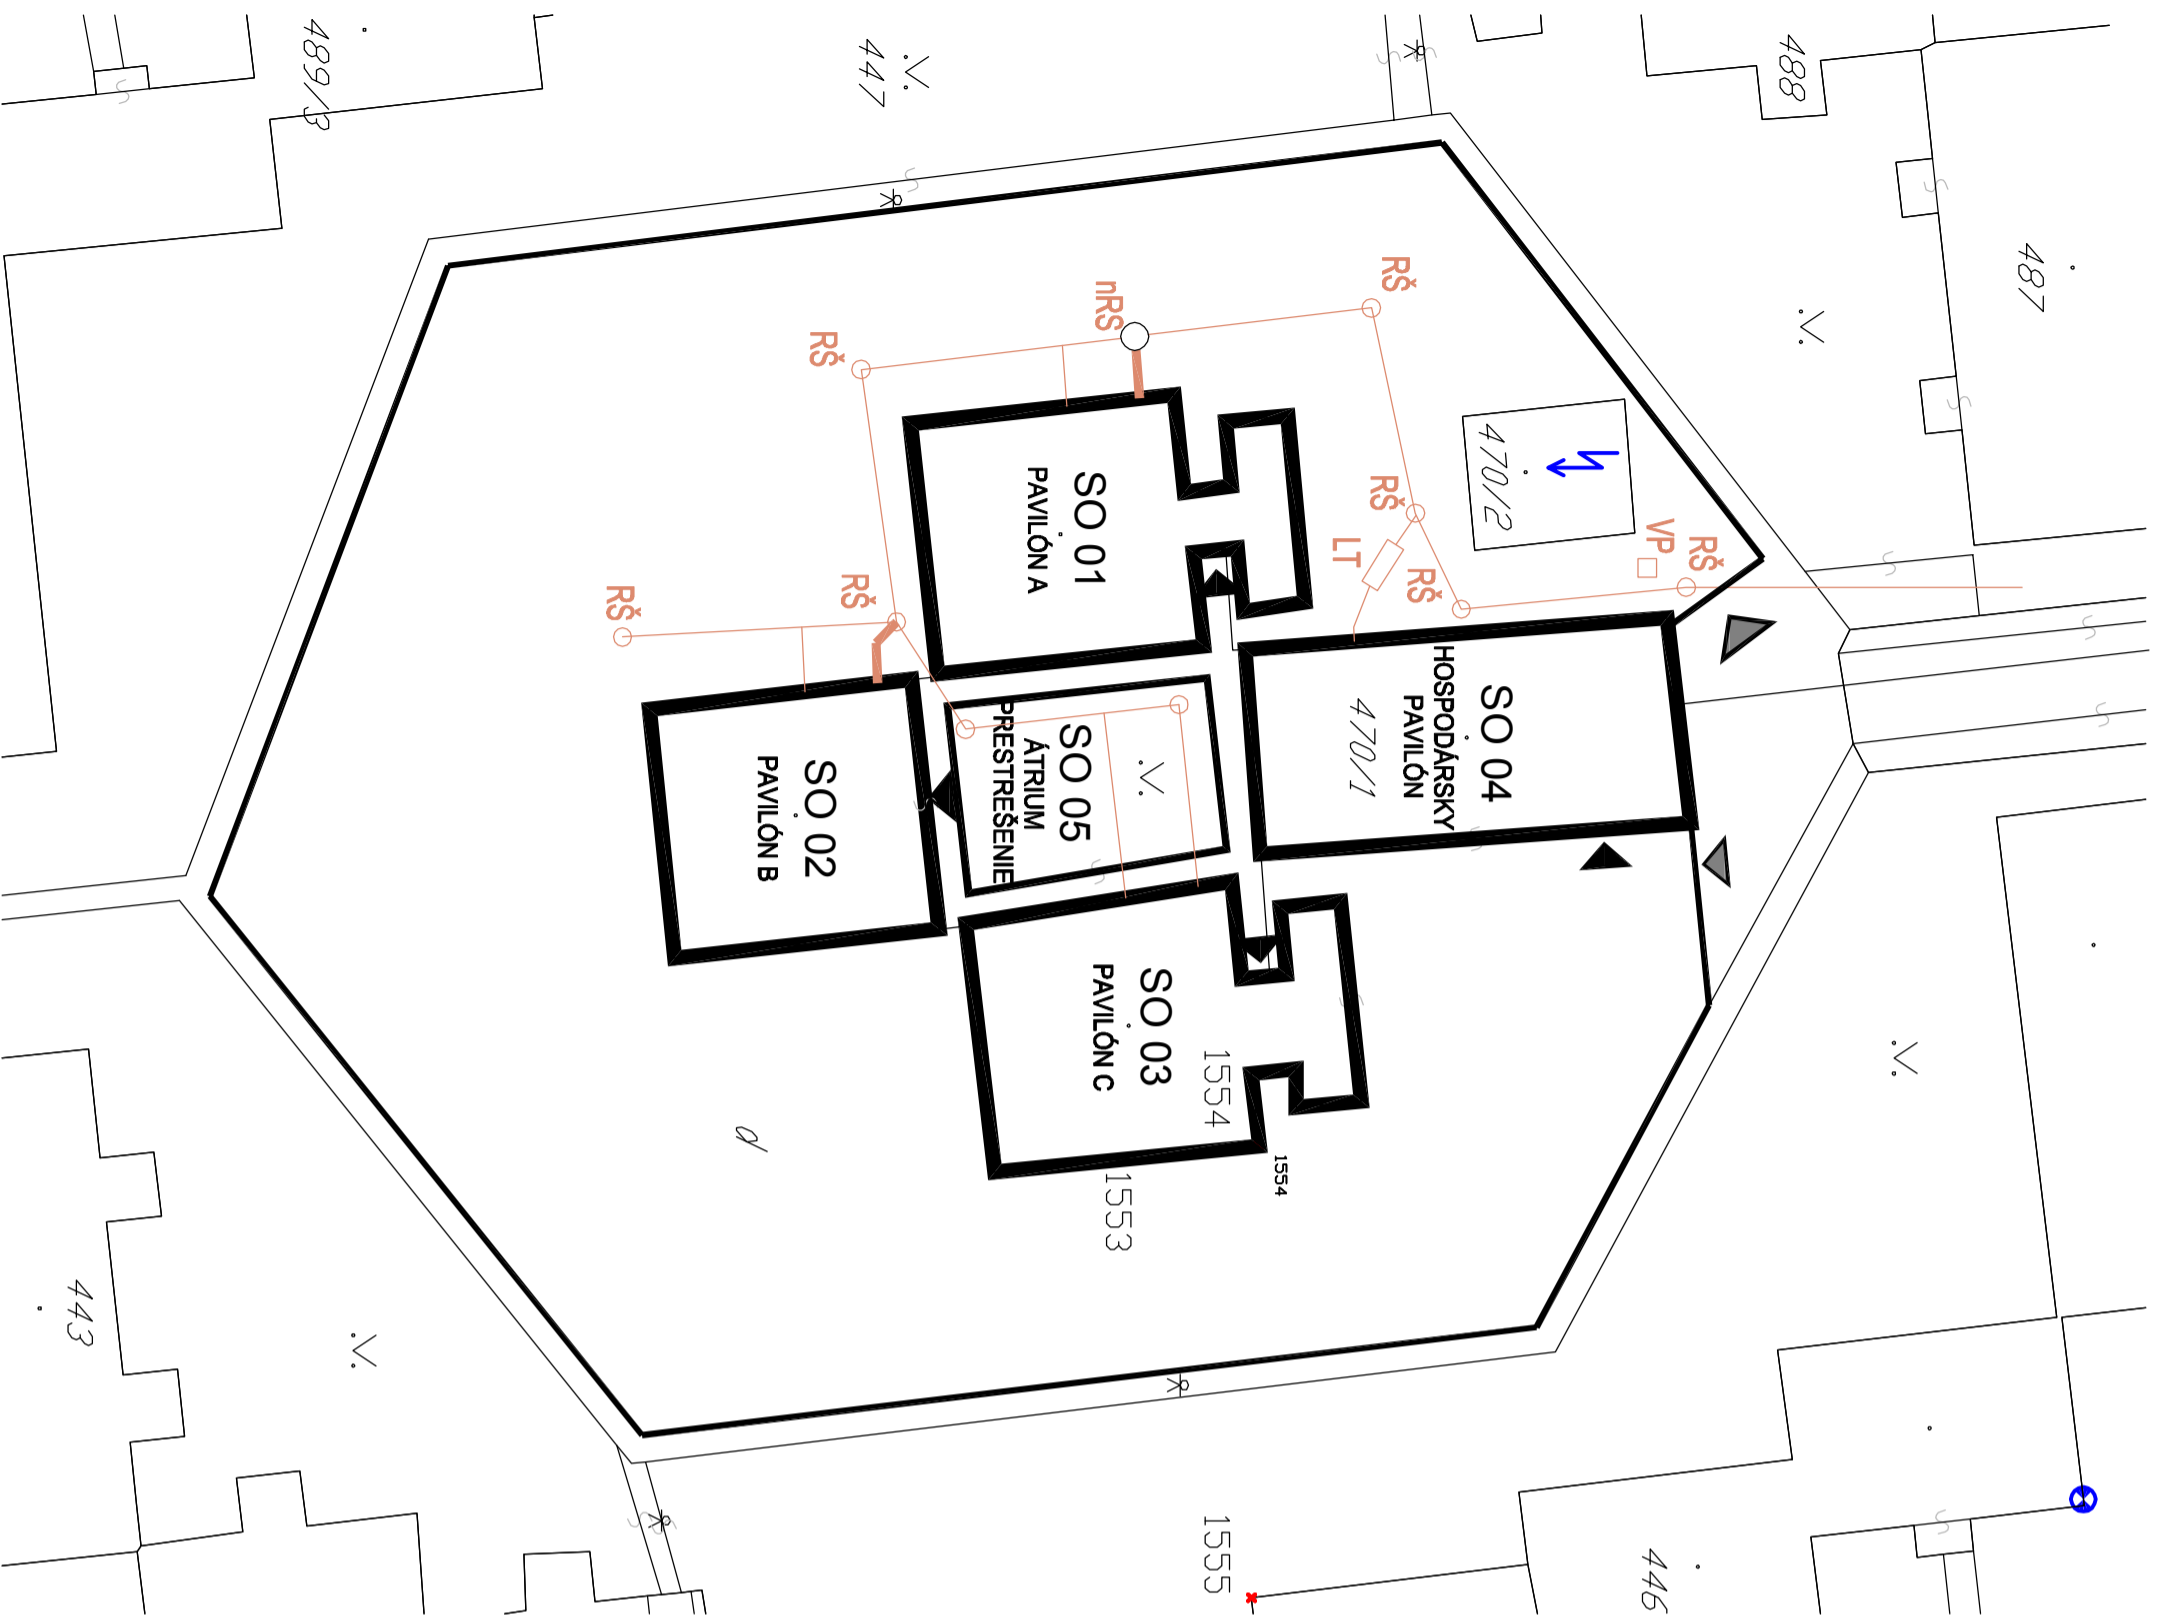 489/3
447
488
487
RŠ
nRS
RŠ
470/2
RŠ
LT
RŠ
VP
RŠ
RŠ
RŠ
SO 01
PAVILÓN A
SO 02
PAVILÓN B
SO 05
ÁTRIUM
PRESTREŠENIE
SO 04
HOSPODÁRSKY
PAVILÓN
470/1
SO 03
PAVILÓN C
1554
1554
1553
d
443
1555
446